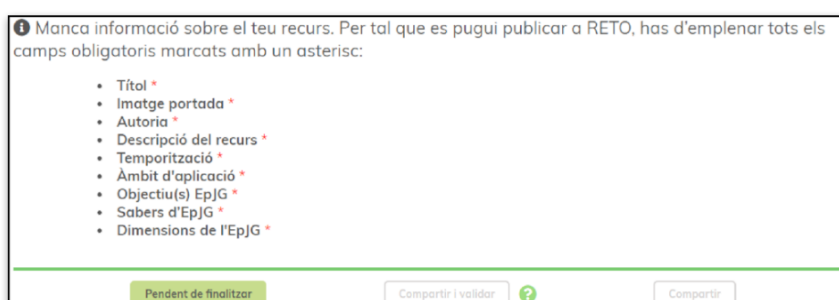 Manca informació sobre el teu recurs. Per tal que es pugui publicar a RETO, has d'emplenar tots els
camps obligatoris marcats amb un asterisc:
• Títol *
• Imatge portada *
• Autoria *
• Descripció del recurs *
• Temporització *
• Àmbit d'aplicació *
• Objectiu(s) EpJG *
• Sabers d'EpJG *
• Dimensions de l'EpJG *
Pendent de finalitzar Compartir i validar ? Compartir